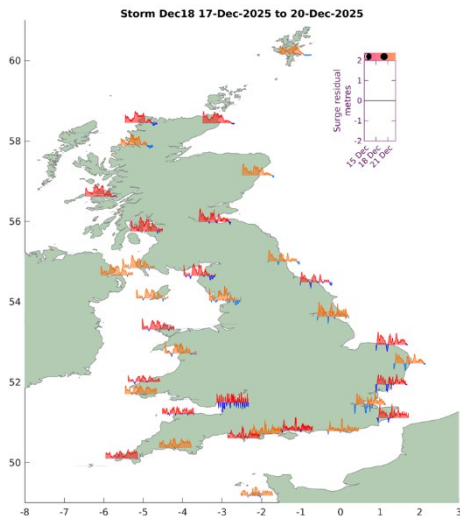 Storm Dec18 17-Dec-2025 to 20-Dec-2025
60
58
56
54
52
50
-8 -7 -6 -5 -4 -3 -2 -1 0 1 2 3
Surge residual
metres
2
1
0
-1
-2
15 Dec
18 Dec
21 Dec